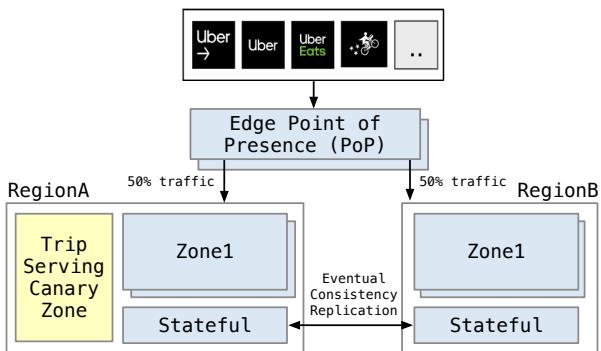 Uber
→
Uber
Uber
Eats
..
Edge Point of
Presence (PoP)
50% traffic
50% traffic
RegionA
RegionB
Trip
Serving
Canary
Zone
Zone1
Zone1
Eventual
Consistency
Replication
Stateful
Stateful